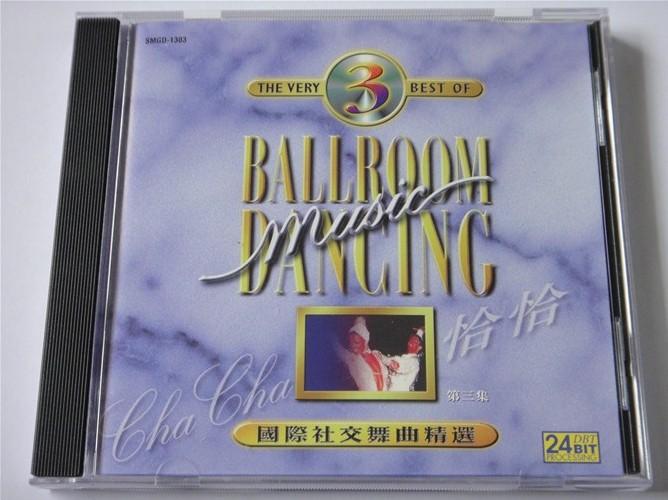 SMGD-1303
THE VERY 3 BEST OF
BALLROOM
music
DANCING
恰恰
Cha Cha
第三集
國際社交舞曲精選
24 BIT DBT
PROCESSING